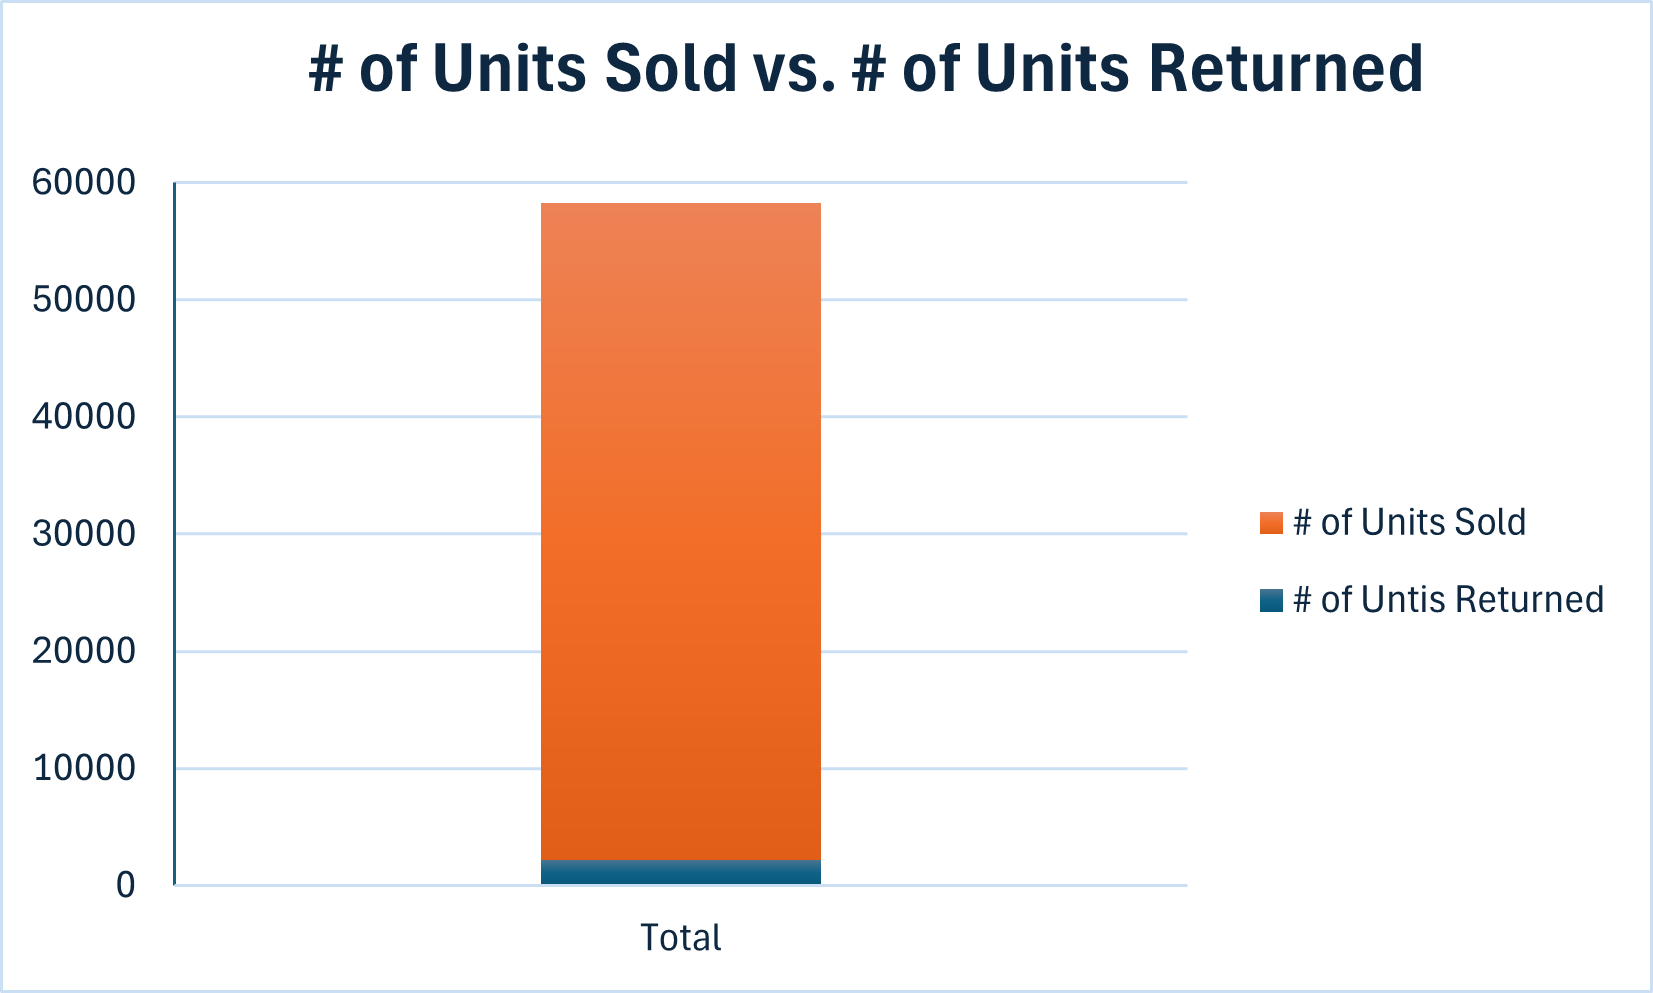 # of Units Sold vs. # of Units Returned
60000
50000
40000
30000
20000
10000
0
Total
# of Units Sold
# of Untis Returned